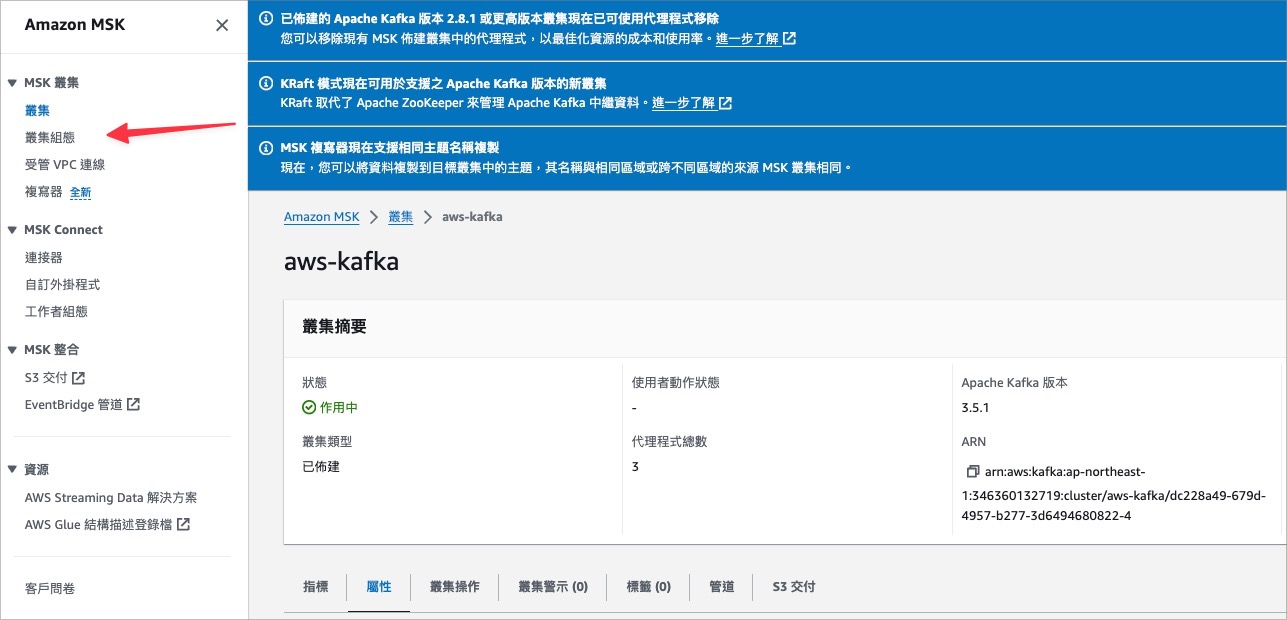 Amazon MSK
MSK 叢集
叢集
叢集組態
受管 VPC 連線
複寫器 全新
MSK Connect
連接器
自訂外掛程式
工作者組態
MSK 整合
S3 交付
EventBridge 管道
資源
AWS Streaming Data 解決方案
AWS Glue 結構描述登錄檔
客戶問卷
已佈建的 Apache Kafka 版本 2.8.1 或更高版本叢集現在已可使用代理程式移除
您可以移除現有 MSK 佈建叢集中的代理程式，以最佳化資源的成本和使用率。進一步了解
KRaft 模式現在可用於支援之 Apache Kafka 版本的新叢集
KRaft 取代了 Apache ZooKeeper 來管理 Apache Kafka 中繼資料。進一步了解
MSK 複寫器現在支援相同主題名稱複製
現在，您可以將資料複製到目標叢集中的主題，其名稱與相同區域或跨不同區域的來源 MSK 叢集相同。
Amazon MSK > 叢集 > aws-kafka
aws-kafka
叢集摘要
狀態
作用中
叢集類型
已佈建
使用者動作狀態
-
代理程式總數
3
Apache Kafka 版本
3.5.1
ARN
arn:aws:kafka:ap-northeast-
1:346360132719:cluster/aws-kafka/dc228a49-679d-
4957-b277-3d6494680822-4
指標 屬性 叢集操作 叢集警示 (0) 標籤 (0) 管道 S3 交付